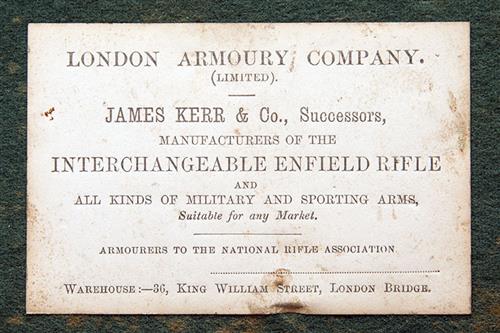 LONDON ARMOURY COMPANY.
(LIMITED).
JAMES KERR & Co., Successors,
MANUFACTURERS OF THE
INTERCHANGEABLE ENFIELD RIFLE
AND
ALL KINDS OF MILITARY AND SPORTING ARMS,
Suitable for any Market.
ARMOURERS TO THE NATIONAL RIFLE ASSOCIATION.
WAREHOUSE:—36, KING WILLIAM STREET, LONDON BRIDGE.